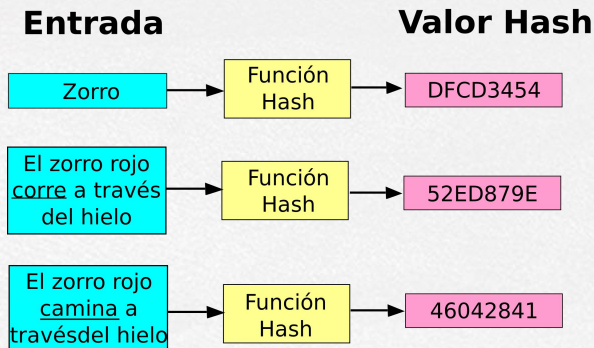 Entrada
Valor Hash
Zorro
Función
Hash
DFCD3454
El zorro rojo
corre a través
del hielo
Función
Hash
52ED879E
El zorro rojo
camina a
travésdel hielo
Función
Hash
46042841